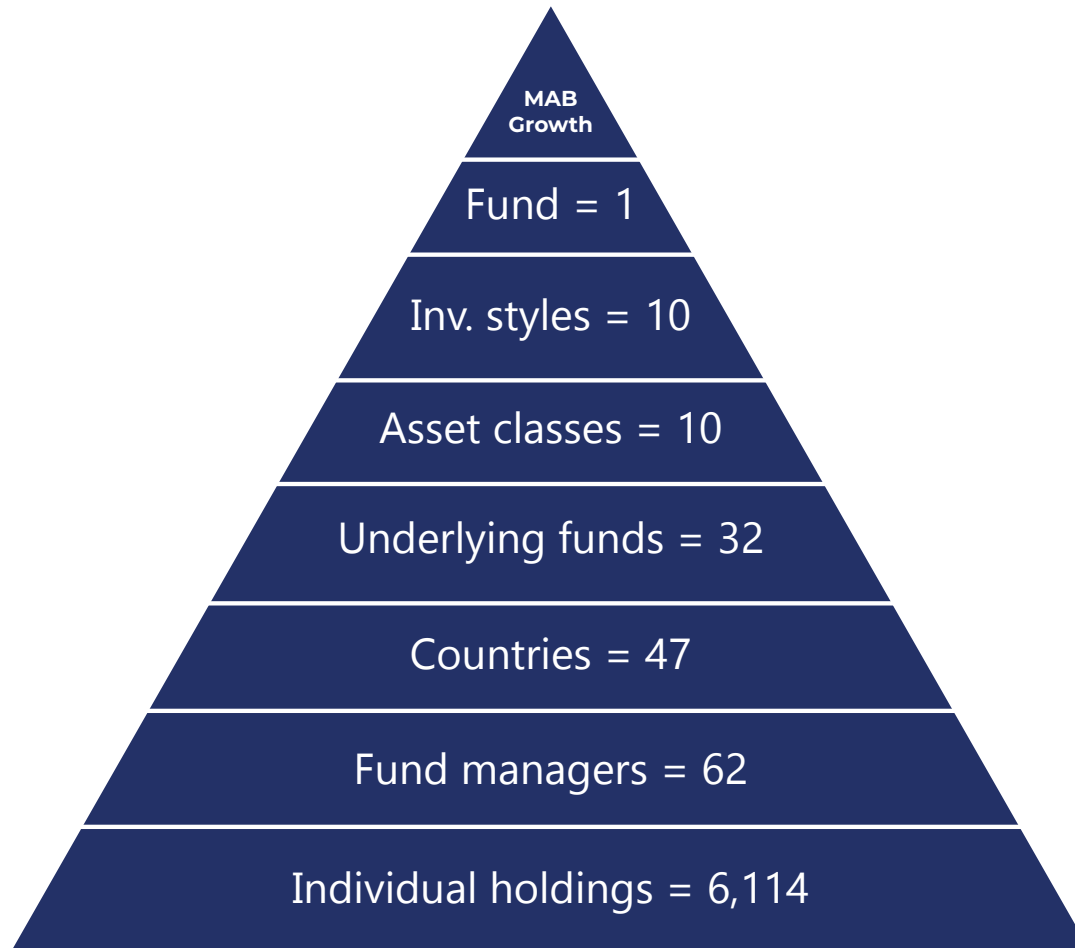 MAB
Growth
Fund = 1
Inv. styles = 10
Asset classes = 10
Underlying funds = 32
Countries = 47
Fund managers = 62
Individual holdings = 6,114